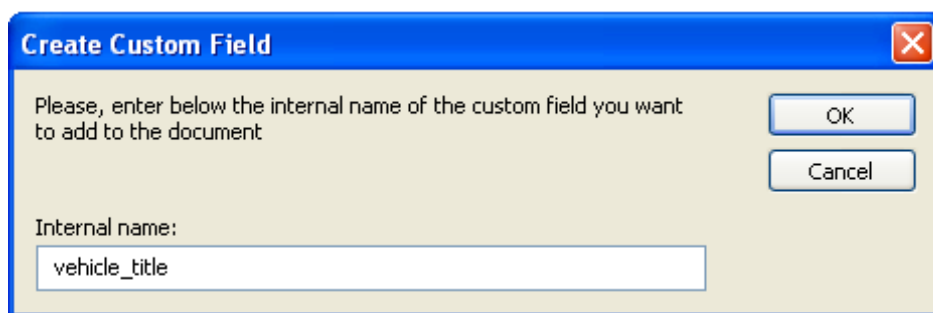 Create Custom Field
Please, enter below the internal name of the custom field you want
to add to the document
OK
Cancel
Internal name:
vehicle_title